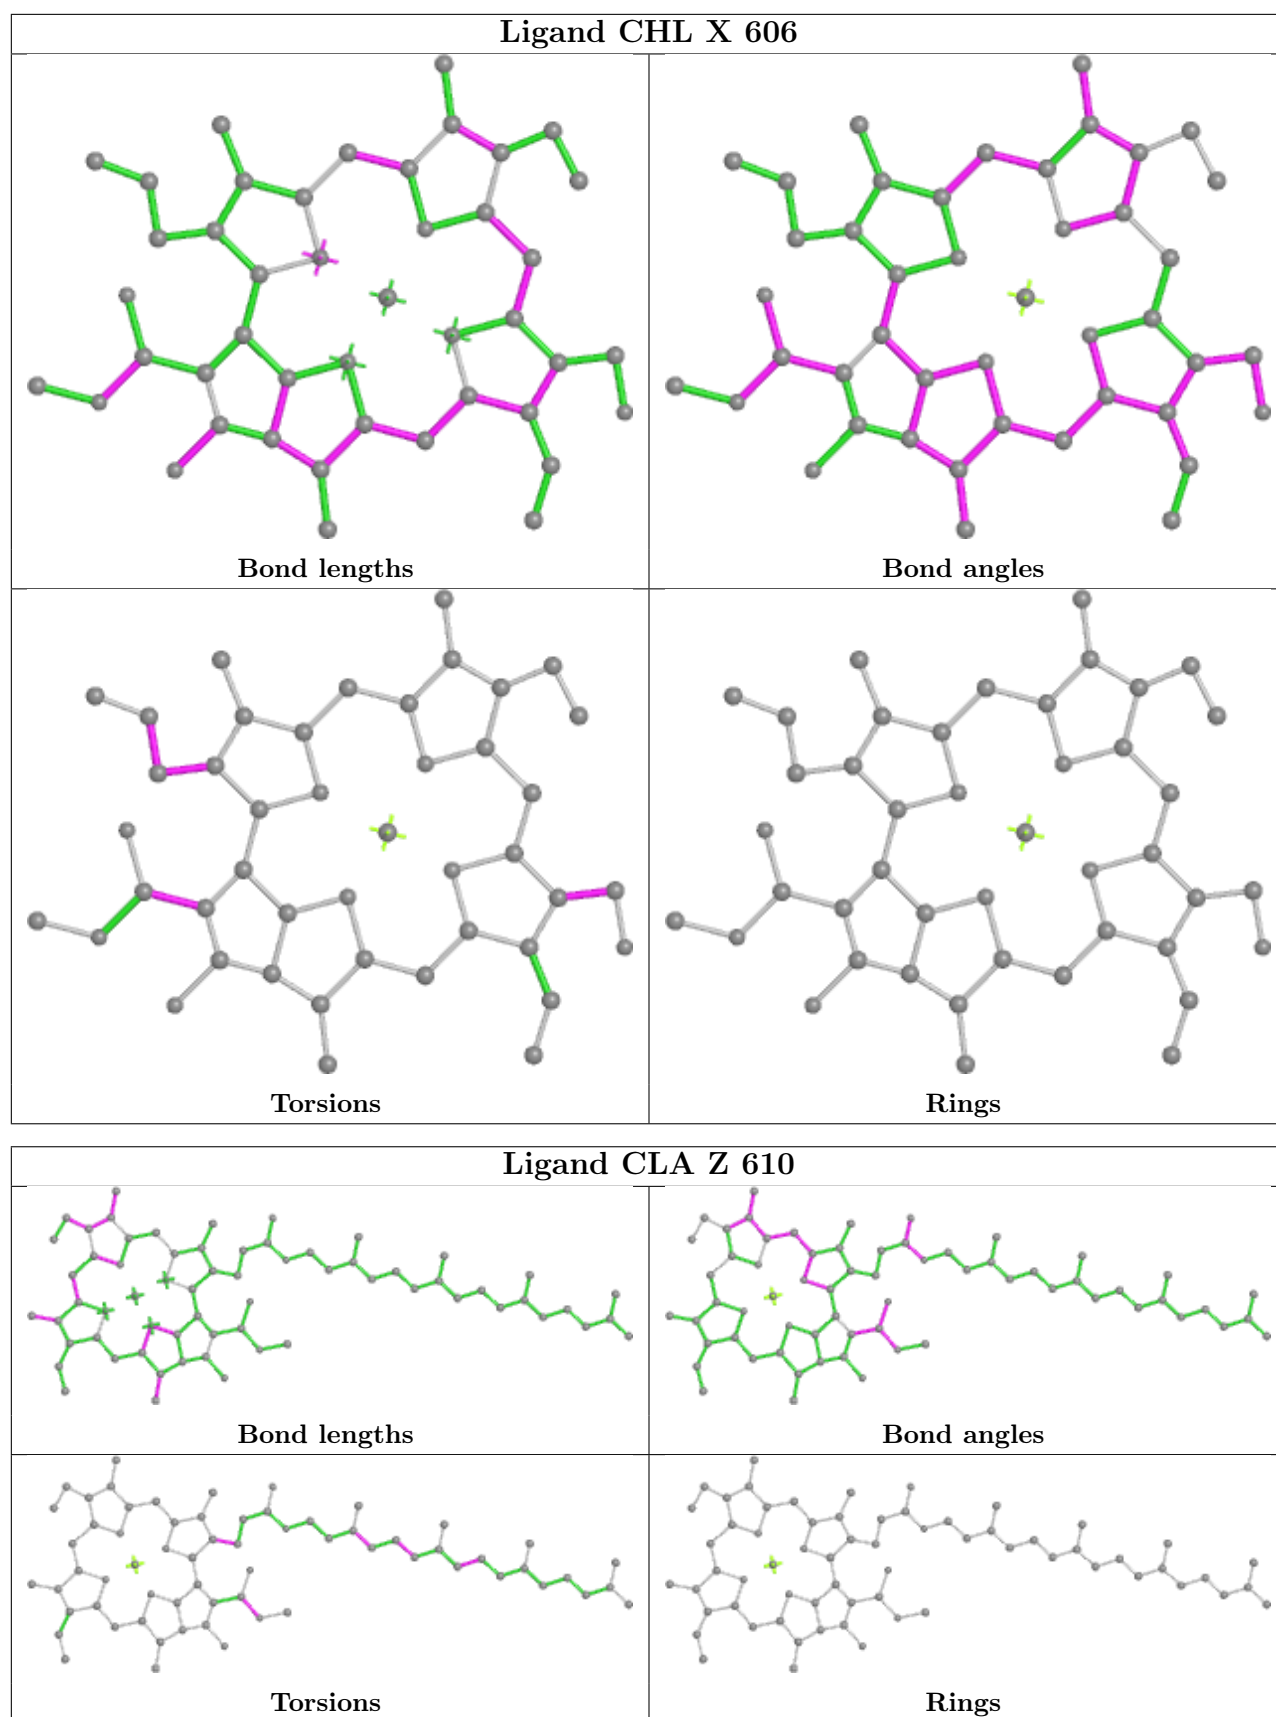 Ligand CHL X 606
Bond lengths
Bond angles
Torsions
Rings
Ligand CLA Z 610
Bond lengths
Bond angles
Torsions
Rings